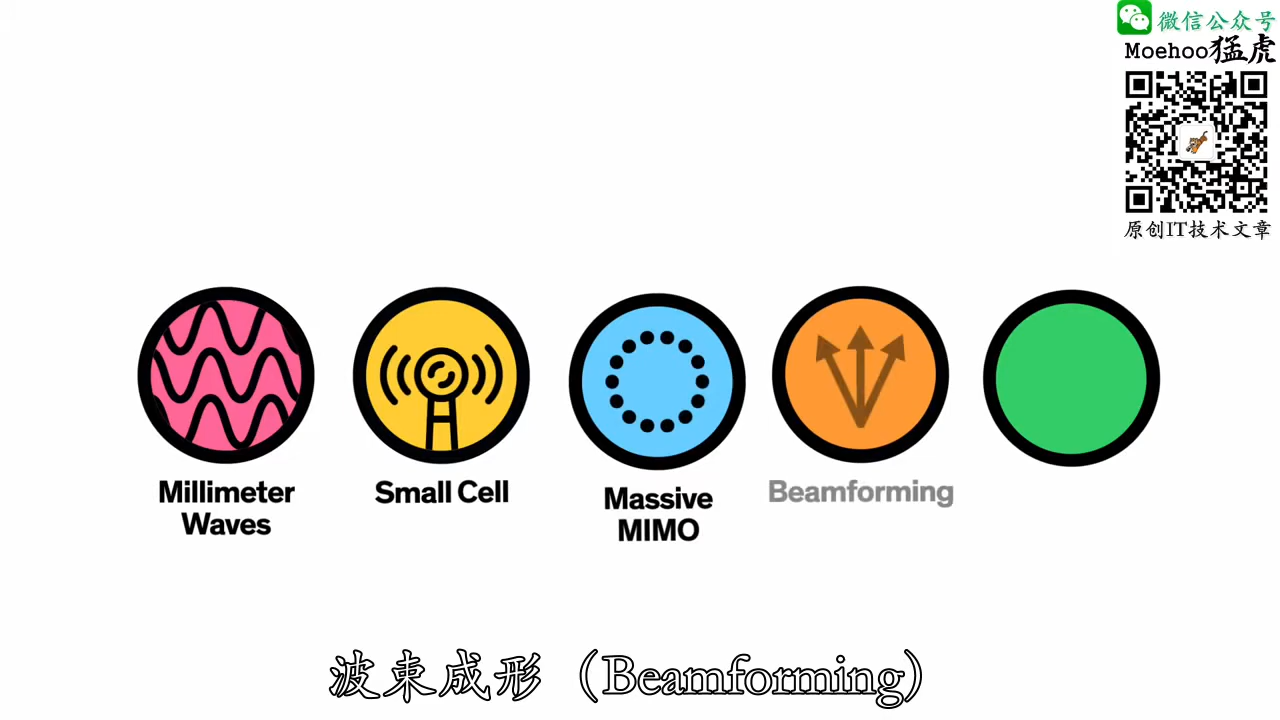 微信公众号
Moehoo猛虎
原创IT技术文章
Millimeter
Waves
Small Cell
Massive
MIMO
Beamforming
波束成形（Beamforming）